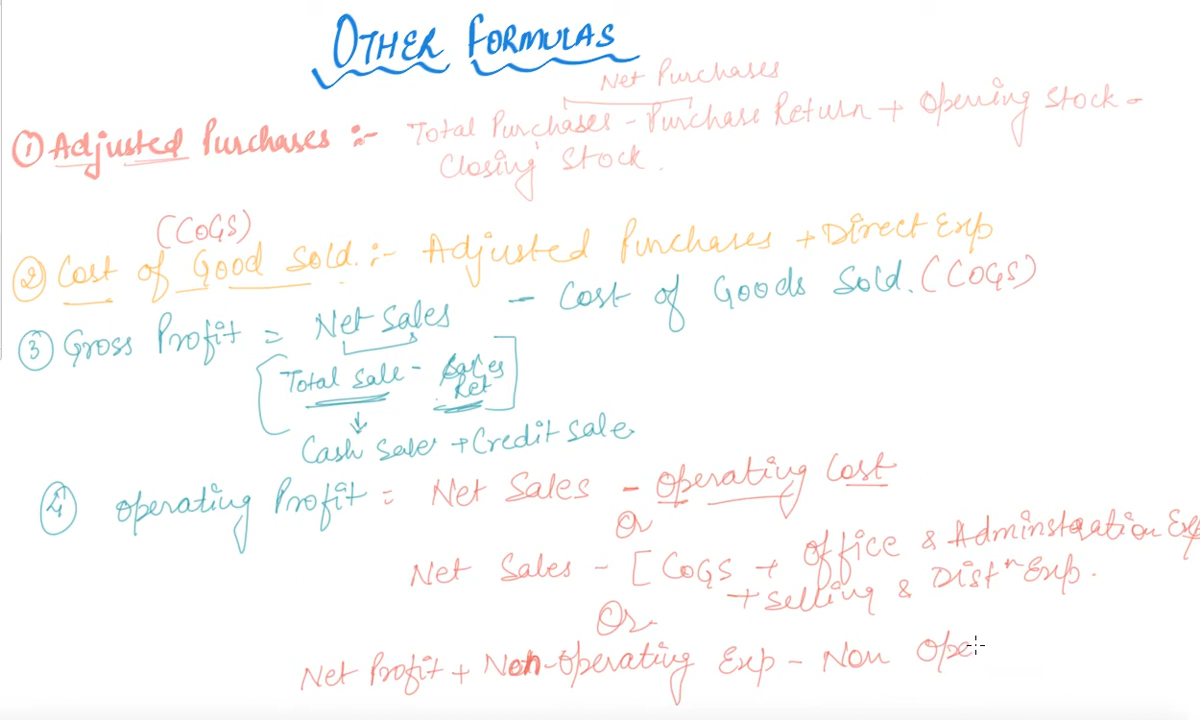 OTHER FORMULAS
Net Purchases
① Adjusted Purchases :- Total Purchases - Purchase Return + Opening Stock -
Closing Stock.
(COGS)
② Cost of Good Sold. :- Adjusted Purchases + Direct Exp
③ Gross Profit = Net Sales - Cost of Goods Sold. (COGS)
[Total Sale - Sales Ret]
↓
Cash Sales + Credit Sale
④ Operating Profit = Net Sales - Operating Cost
Or
Net Sales - [COGS + Office & Adminstration Exp
+ Selling & Distⁿ Exp.
Or
Net Profit + Non-Operating Exp - Non Ope